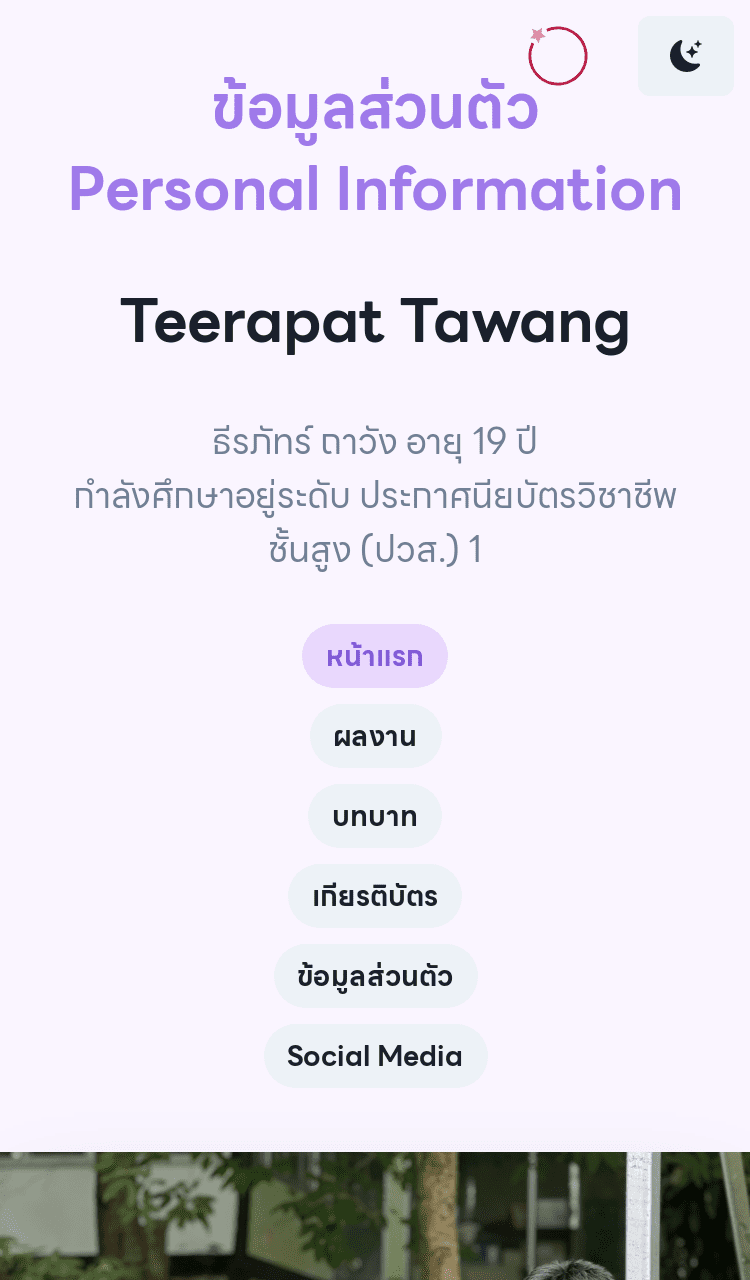 ข้อมูลส่วนตัว
Personal Information
Teerapat Tawang
ธีรภัทร์ ถาวัง อายุ 19 ปี
กำลังศึกษาอยู่ระดับ ประกาศนียบัตรวิชาชีพ
ชั้นสูง (ปวส.) 1
หน้าแรก
ผลงาน
บทบาท
เกียรติบัตร
ข้อมูลส่วนตัว
Social Media